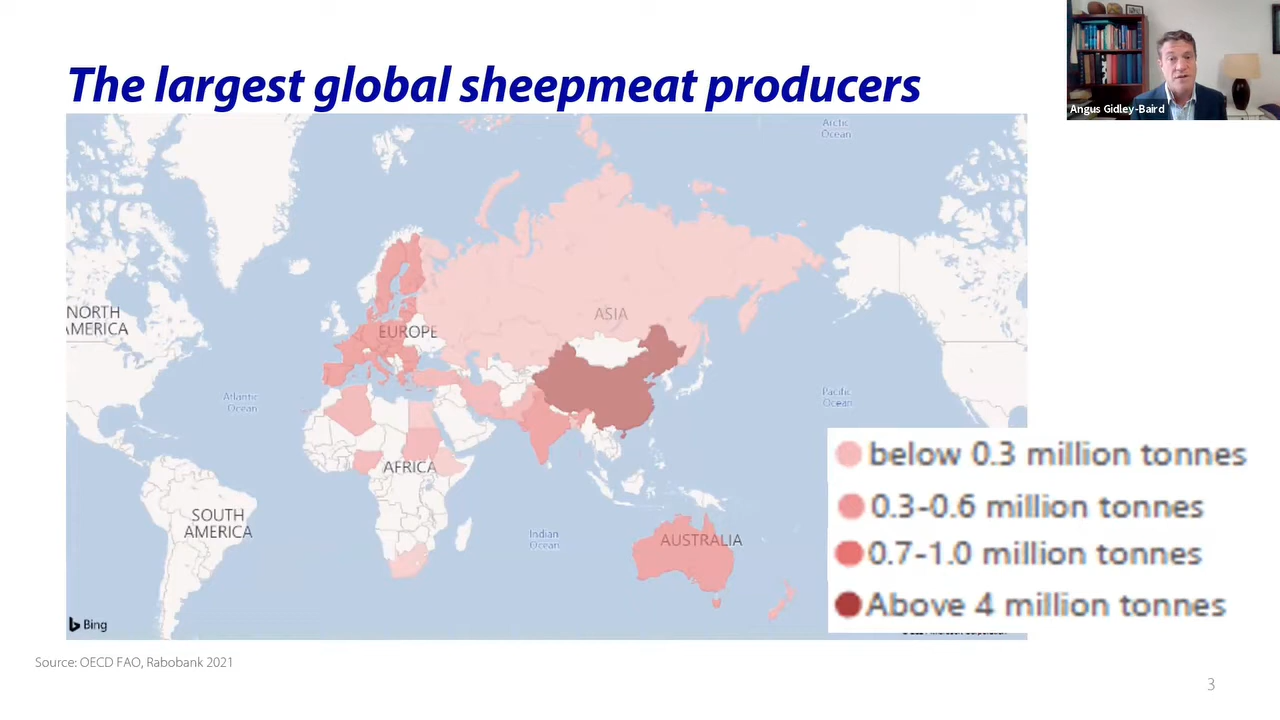 The largest global sheepmeat producers
Angus Gidley-Baird
Arctic
Ocean
NORTH
AMERICA
EUROPE
ASIA
Atlantic
Ocean
Pacific
Ocean
AFRICA
SOUTH
AMERICA
Indian
Ocean
AUSTRALIA
below 0.3 million tonnes
0.3-0.6 million tonnes
0.7-1.0 million tonnes
Above 4 million tonnes
Bing
Corporation
Source: OECD FAO, Rabobank 2021
3